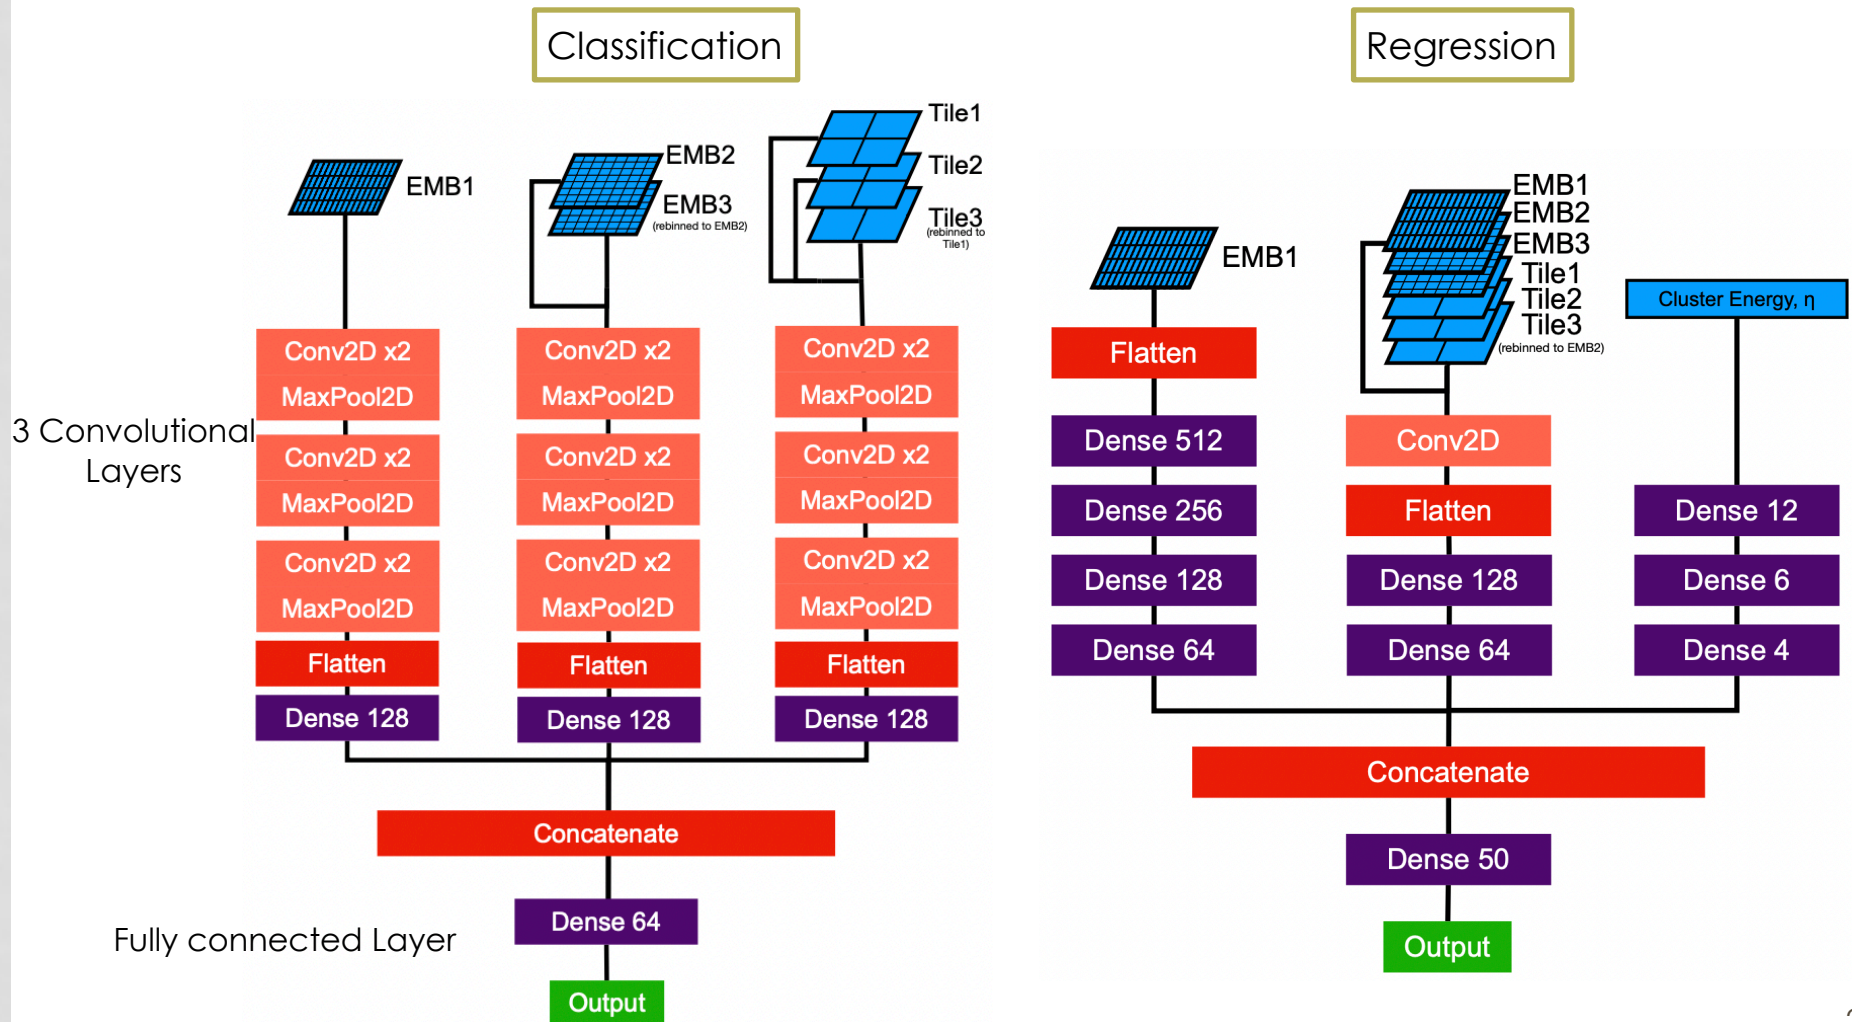 Classification
EMB1
EMB2
EMB3
(rebinned to EMB2)
Tile1
Tile2
Tile3
(rebinned to
Tile1)
3 Convolutional
Layers
Conv2D x2
MaxPool2D
Conv2D x2
MaxPool2D
Conv2D x2
MaxPool2D
Flatten
Dense 128
Conv2D x2
MaxPool2D
Conv2D x2
MaxPool2D
Conv2D x2
MaxPool2D
Flatten
Dense 128
Conv2D x2
MaxPool2D
Conv2D x2
MaxPool2D
Conv2D x2
MaxPool2D
Flatten
Dense 128
Concatenate
Fully connected Layer
Dense 64
Output
Regression
EMB1
Flatten
Dense 512
Dense 256
Dense 128
Dense 64
EMB1
EMB2
EMB3
Tile1
Tile2
Tile3
(rebinned to EMB2)
Conv2D
Flatten
Dense 128
Dense 64
Cluster Energy, η
Dense 12
Dense 6
Dense 4
Concatenate
Dense 50
Output